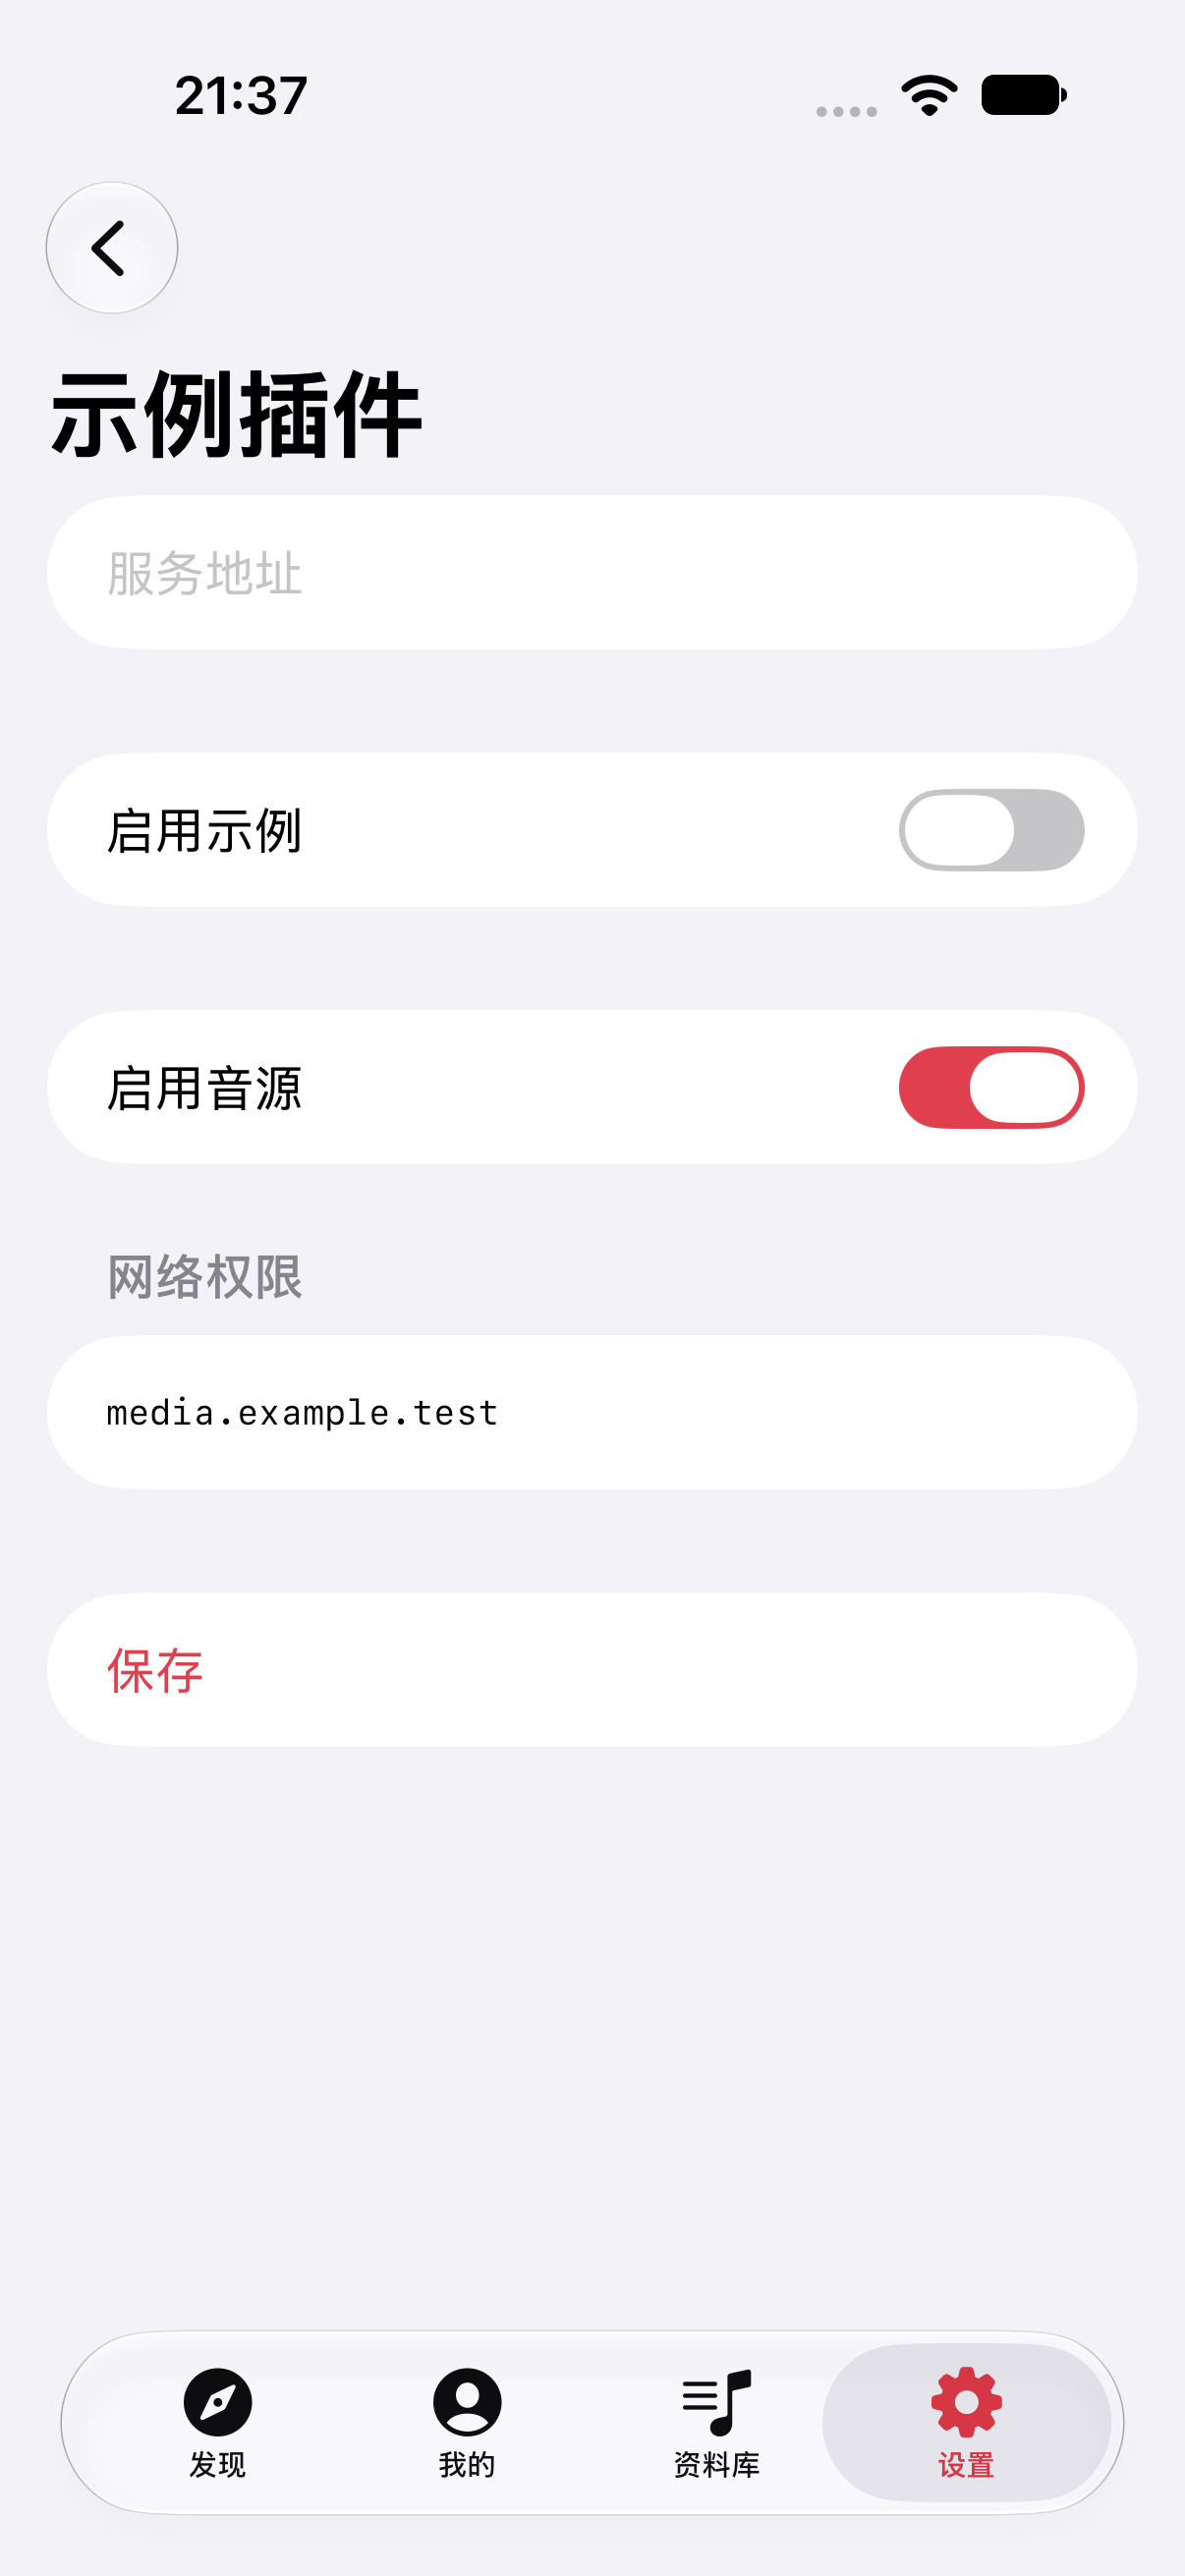 21:37
示例插件
服务地址
启用示例
启用音源
网络权限
media.example.test
保存
发现
我的
资料库
设置